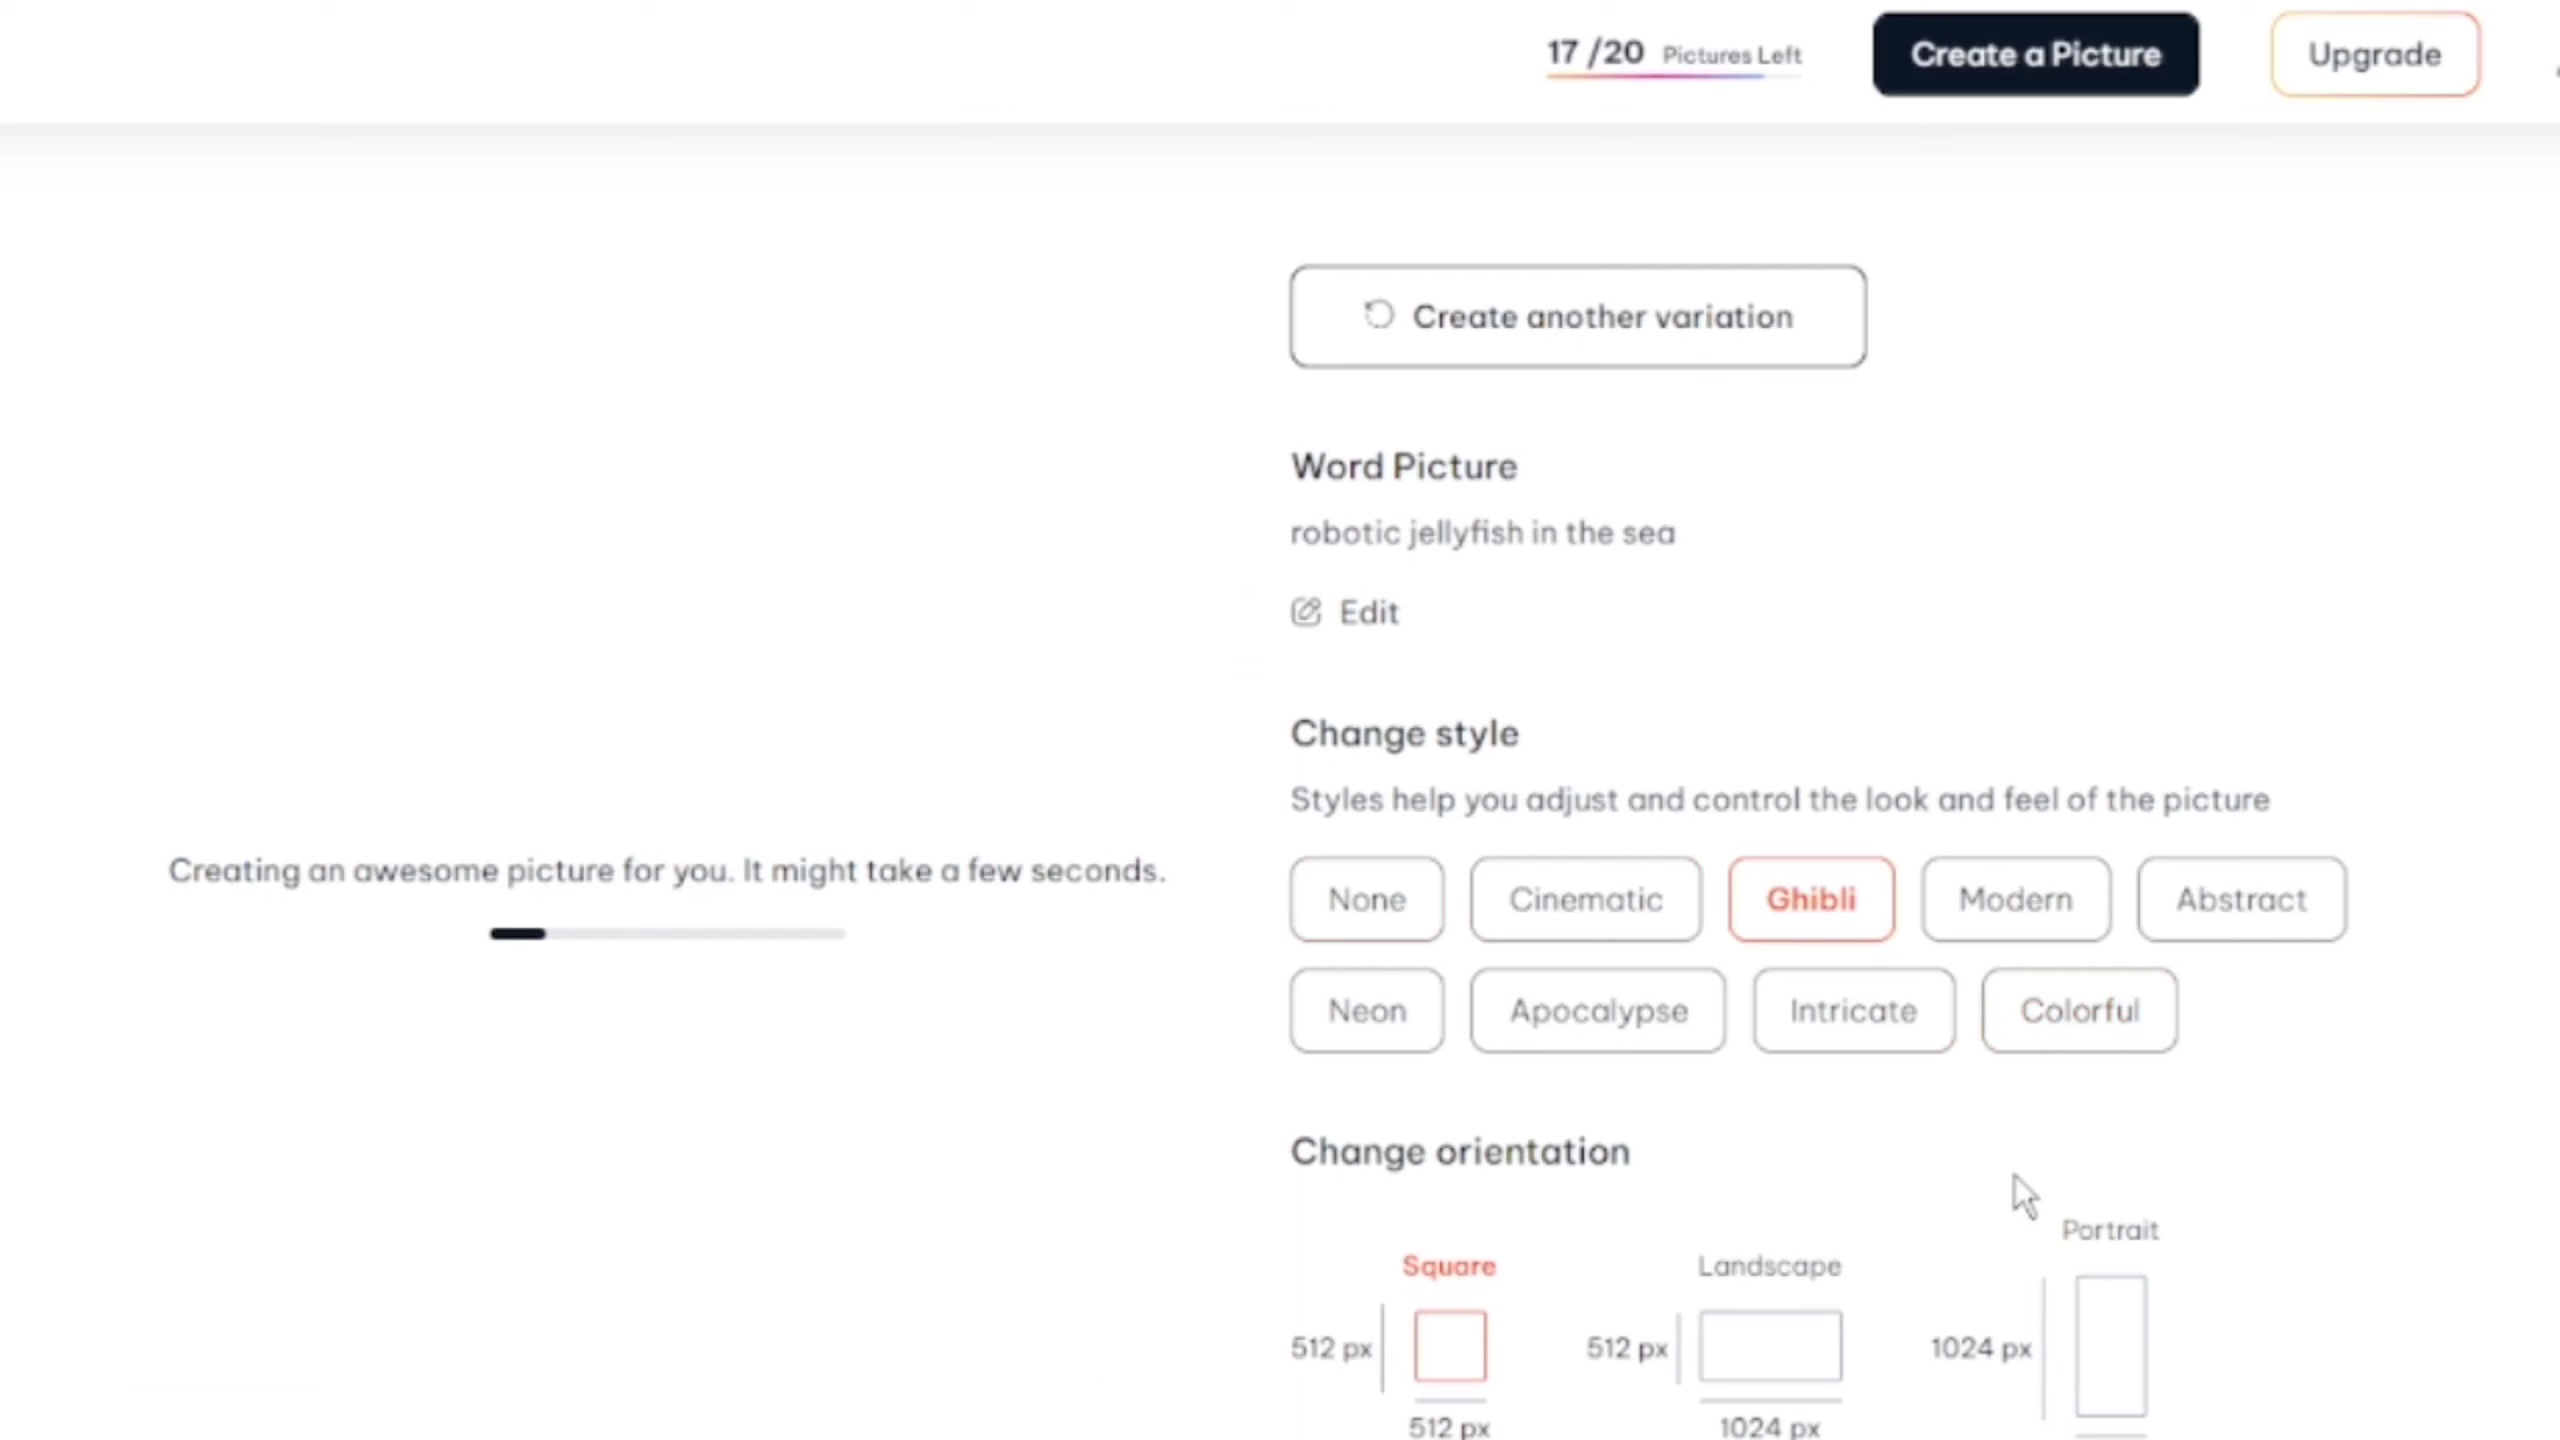 17 /20 Pictures Left
Create a Picture
Upgrade
Create another variation
Word Picture
robotic jellyfish in the sea
Edit
Change style
Styles help you adjust and control the look and feel of the picture
Creating an awesome picture for you. It might take a few seconds.
None Cinematic Ghibli Modern Abstract
Neon Apocalypse Intricate Colorful
Change orientation
Portrait
Square Landscape
512 px 512 px 1024 px
512 px 1024 px